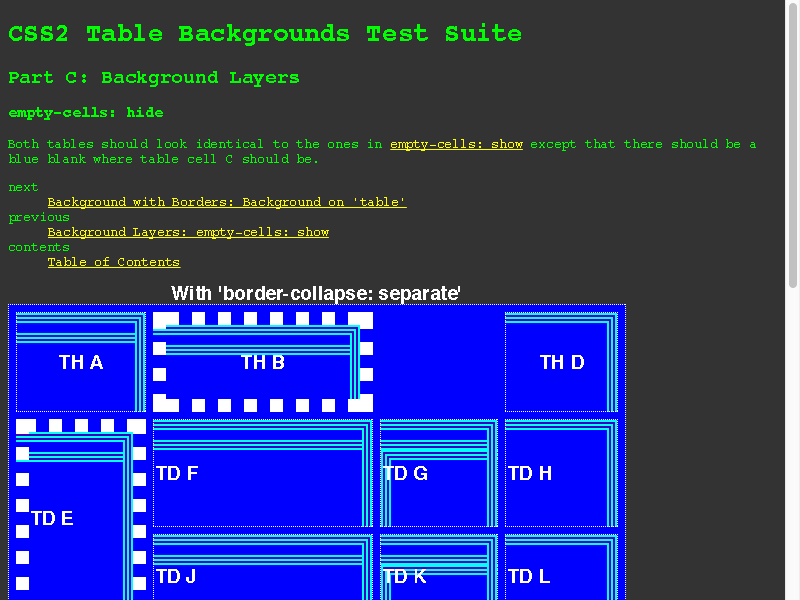 CSS2 Table Backgrounds Test Suite
Part C: Background Layers
empty-cells: hide
Both tables should look identical to the ones in empty-cells: show except that there should be a
blue blank where table cell C should be.
next
Background with Borders: Background on 'table'
previous
Background Layers: empty-cells: show
contents
Table of Contents
With 'border-collapse: separate'
TH A
TH B
TH D
TD E
TD F
TD G
TD H
TD J
TD K
TD L